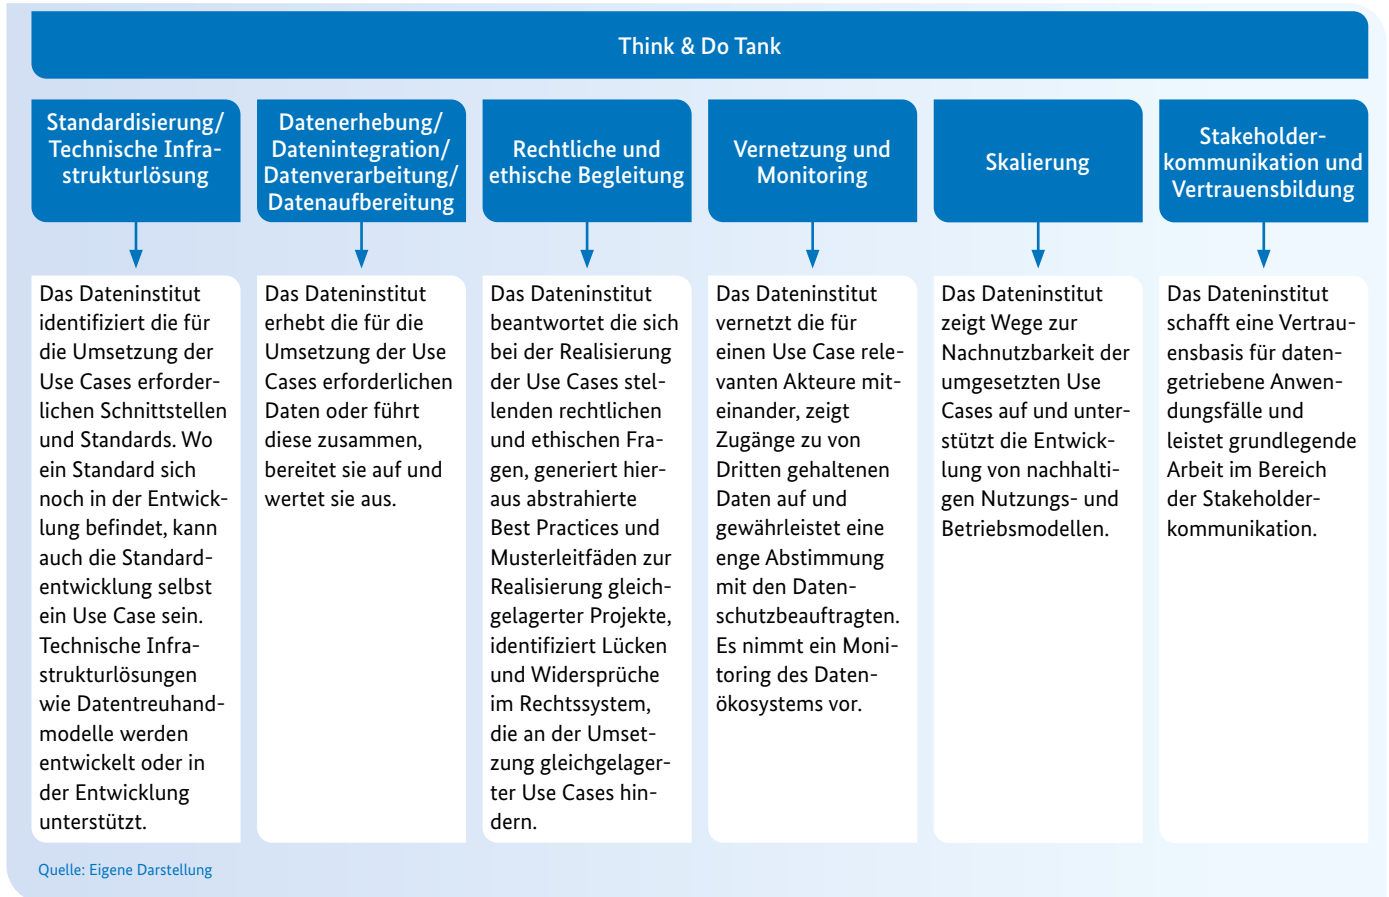 Think & Do Tank
Standardisierung/
Technische Infra-
strukturlösung
Das Dateninstitut
identifiziert die für
die Umsetzung der
Use Cases erforder-
lichen Schnittstellen
und Standards. Wo
ein Standard sich
noch in der Entwick-
lung befindet, kann
auch die Standard-
entwicklung selbst
ein Use Case sein.
Technische Infra-
strukturlösungen
wie Datentreuhand-
modelle werden
entwickelt oder in
der Entwicklung
unterstützt.
Datenerhebung/
Datenintegration/
Datenverarbeitung/
Datenaufbereitung
Das Dateninstitut
erhebt die für die
Umsetzung der Use
Cases erforderlichen
Daten oder führt
diese zusammen,
bereitet sie auf und
wertet sie aus.
Rechtliche und
ethische Begleitung
Das Dateninstitut
beantwortet die sich
bei der Realisierung
der Use Cases stel-
lenden rechtlichen
und ethischen Fra-
gen, generiert hier-
aus abstrahierte
Best Practices und
Musterleitfäden zur
Realisierung gleich-
gelagerter Projekte,
identifiziert Lücken
und Widersprüche
im Rechtssystem,
die an der Umset-
zung gleichgelager-
ter Use Cases hin-
dern.
Vernetzung und
Monitoring
Das Dateninstitut
vernetzt die für
einen Use Case rele-
vanten Akteure mit-
einander, zeigt
Zugänge zu von
Dritten gehaltenen
Daten auf und
gewährleistet eine
enge Abstimmung
mit den Daten-
schutzbeauftragten.
Es nimmt ein Moni-
toring des Daten-
ökosystems vor.
Skalierung
Das Dateninstitut
zeigt Wege zur
Nachnutzbarkeit der
umgesetzten Use
Cases auf und unter-
stützt die Entwick-
lung von nachhalti-
gen Nutzungs- und
Betriebsmodellen.
Stakeholder-
kommunikation und
Vertrauensbildung
Das Dateninstitut
schafft eine Vertrau-
ensbasis für daten-
getriebene Anwen-
dungsfälle und
leistet grundlegende
Arbeit im Bereich
der Stakeholder-
kommunikation.
Quelle: Eigene Darstellung